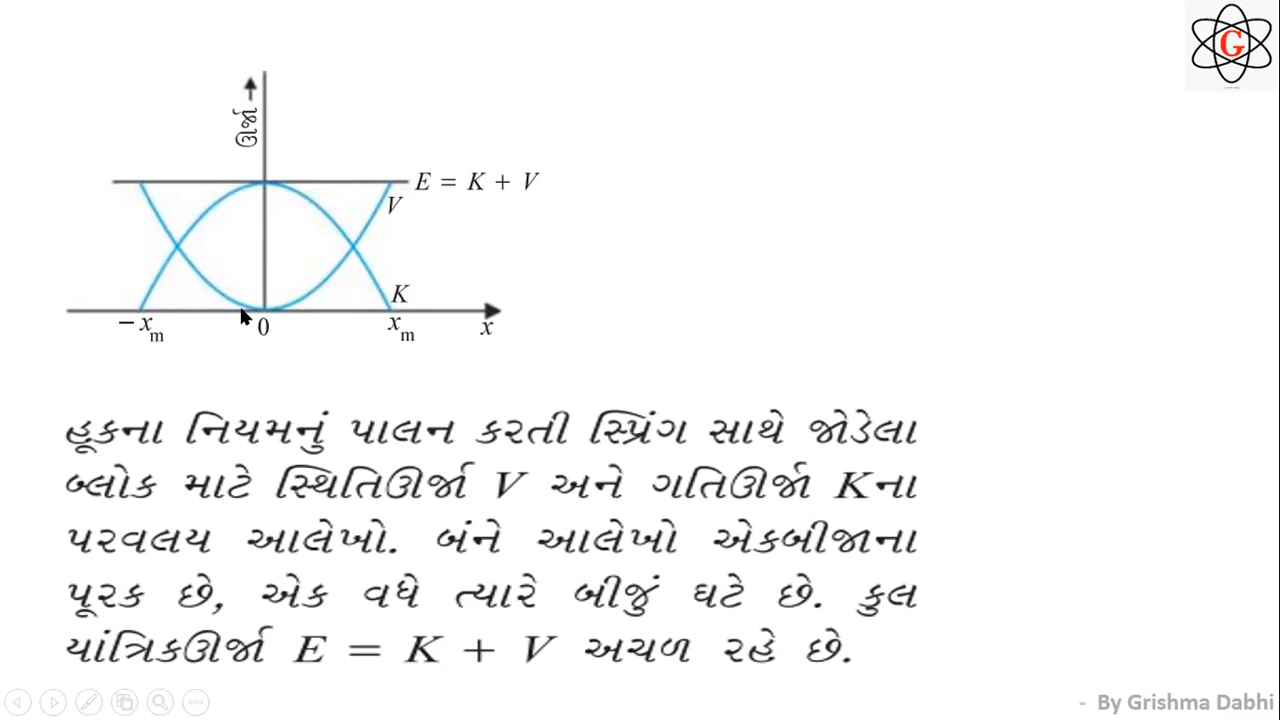 G
ઊર્જા
E = K + V
V
K
– xm 0 xm x
હૂકના નિયમનું પાલન કરતી સ્પ્રિંગ સાથે જોડેલા
બ્લોક માટે સ્થિતિઊર્જા V અને ગતિઊર્જા Kના
પરવલય આલેખો. બંને આલેખો એકબીજાના
પૂરક છે, એક વધે ત્યારે બીજું ઘટે છે. કુલ
યાંત્રિકઊર્જા E = K + V અચળ રહે છે.
- By Grishma Dabhi